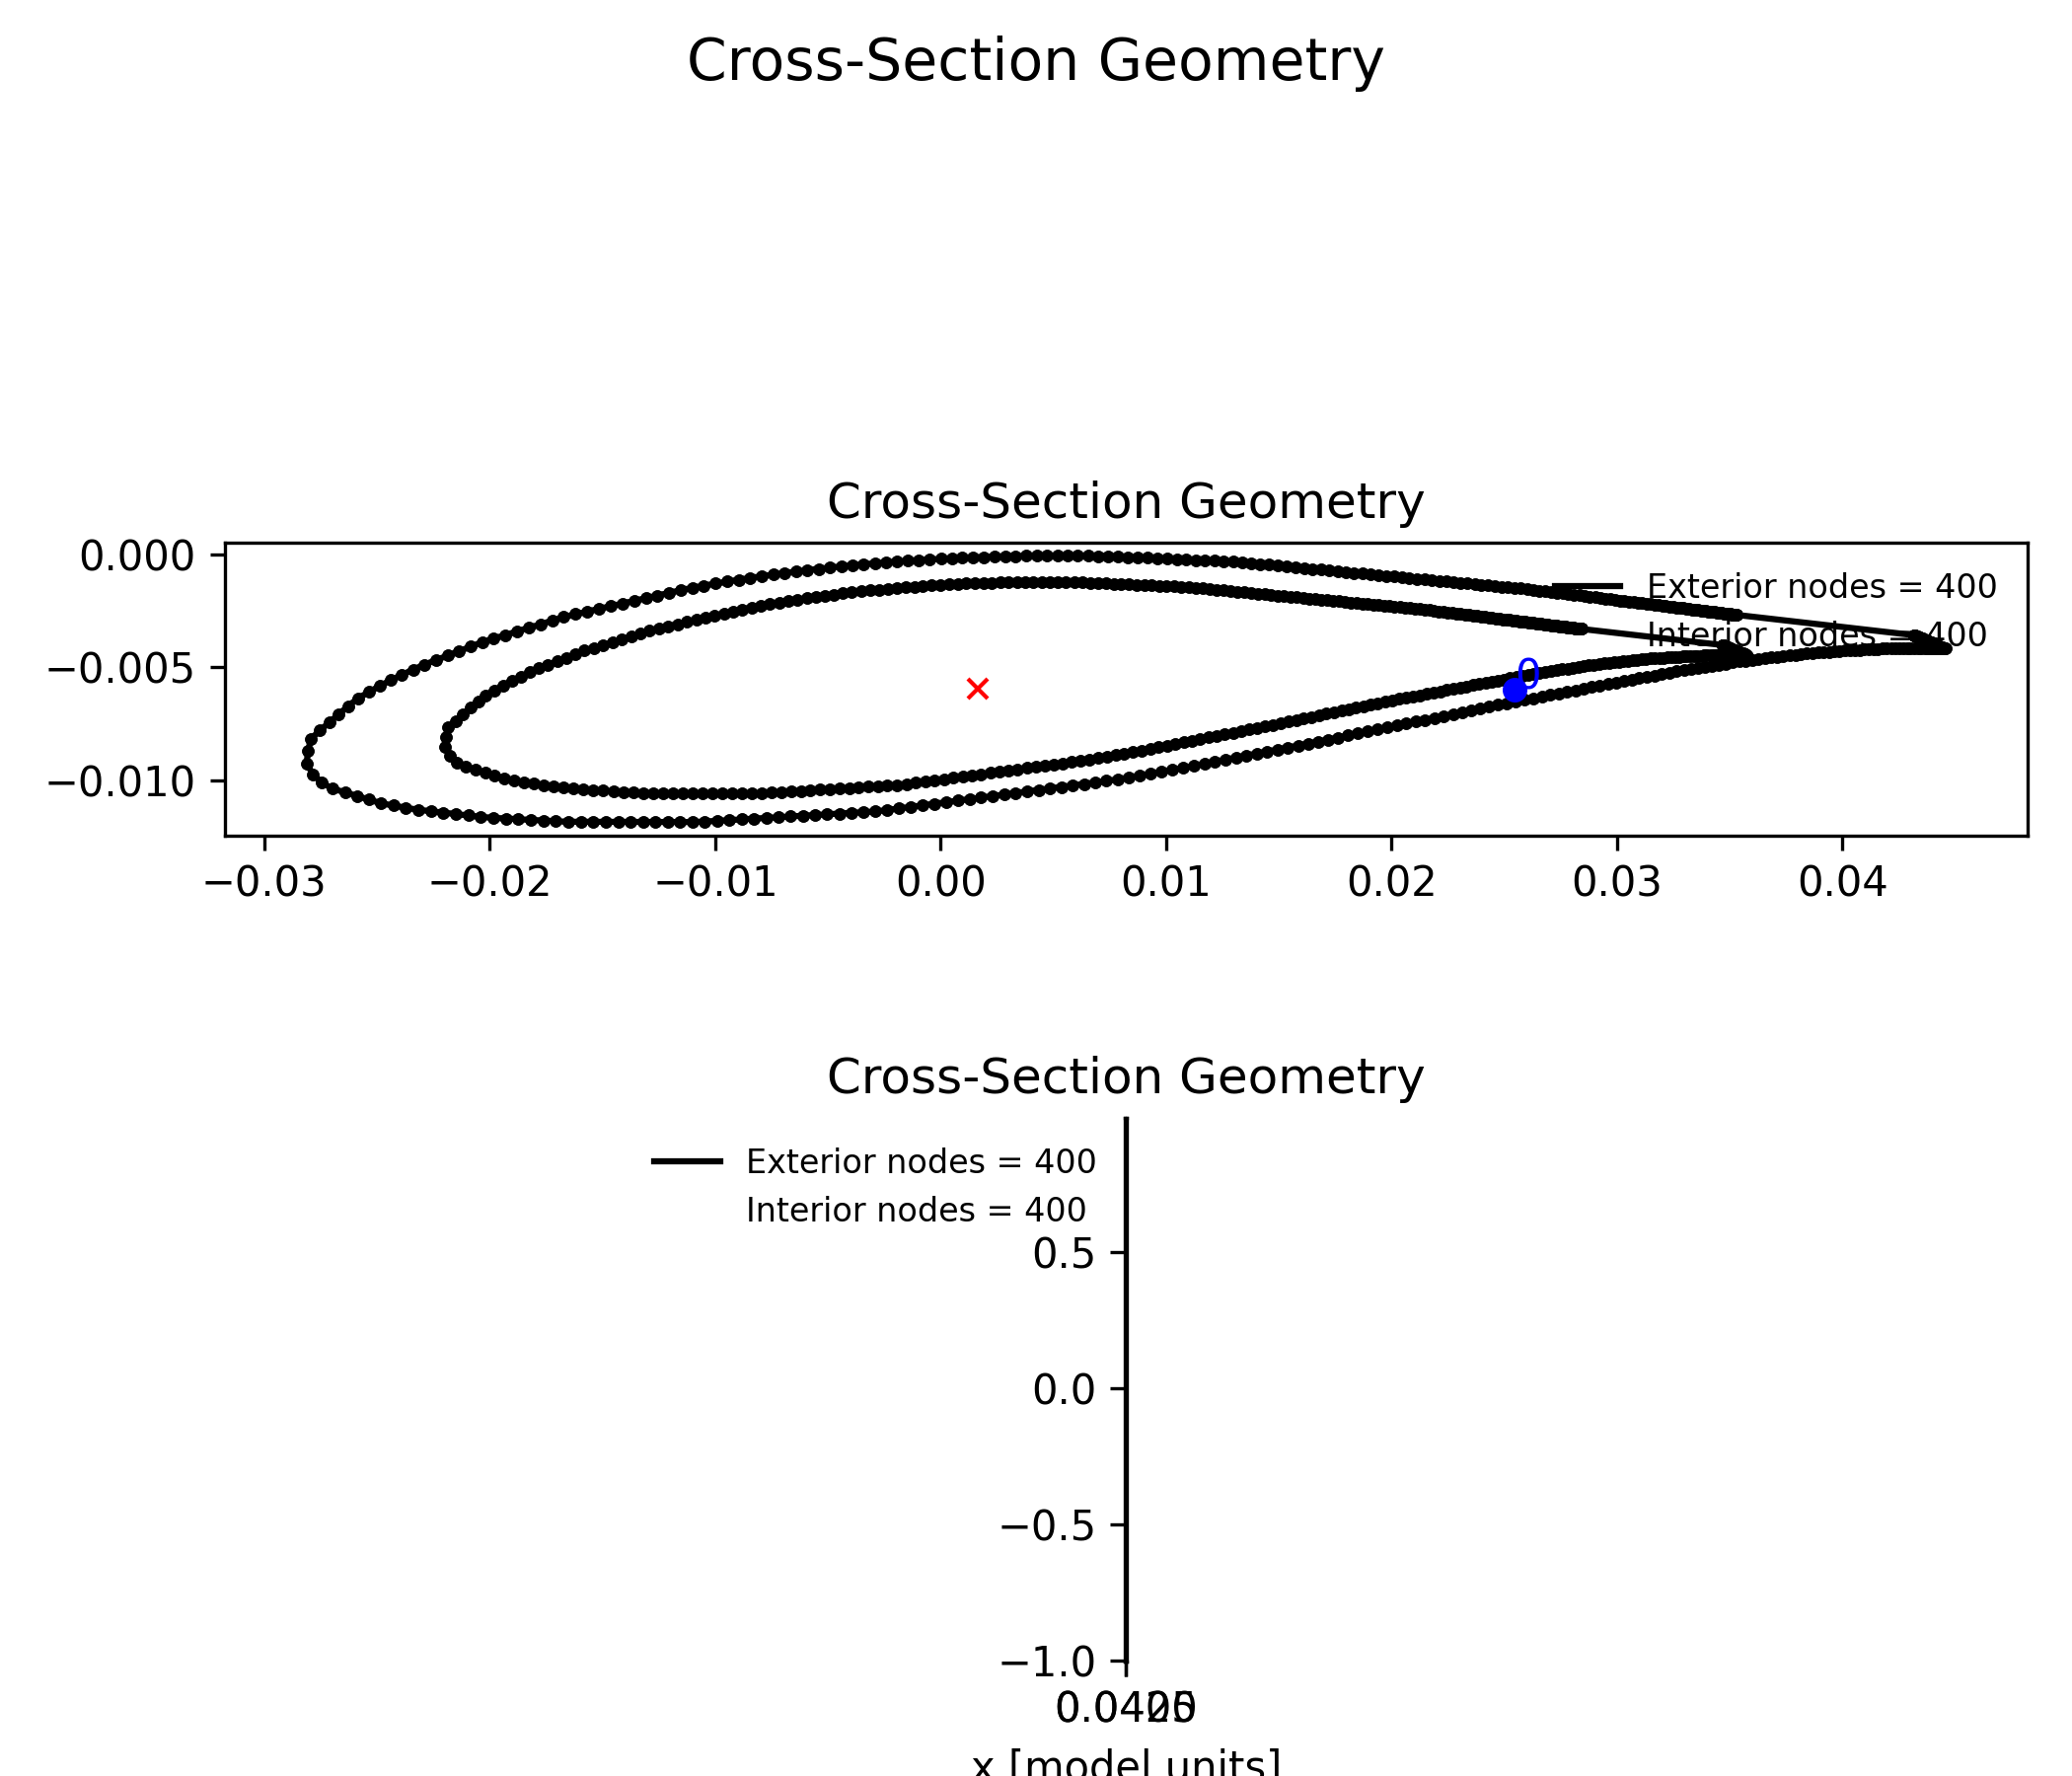 Cross-Section Geometry
Cross-Section Geometry
0.000
Exterior nodes = 400
Interior nodes = 400
−0.005
0
−0.010
−0.03 −0.02 −0.01 0.00 0.01 0.02 0.03 0.04
Cross-Section Geometry
Exterior nodes = 400
Interior nodes = 400
0.5
0.0
−0.5
−1.0
x [model units]